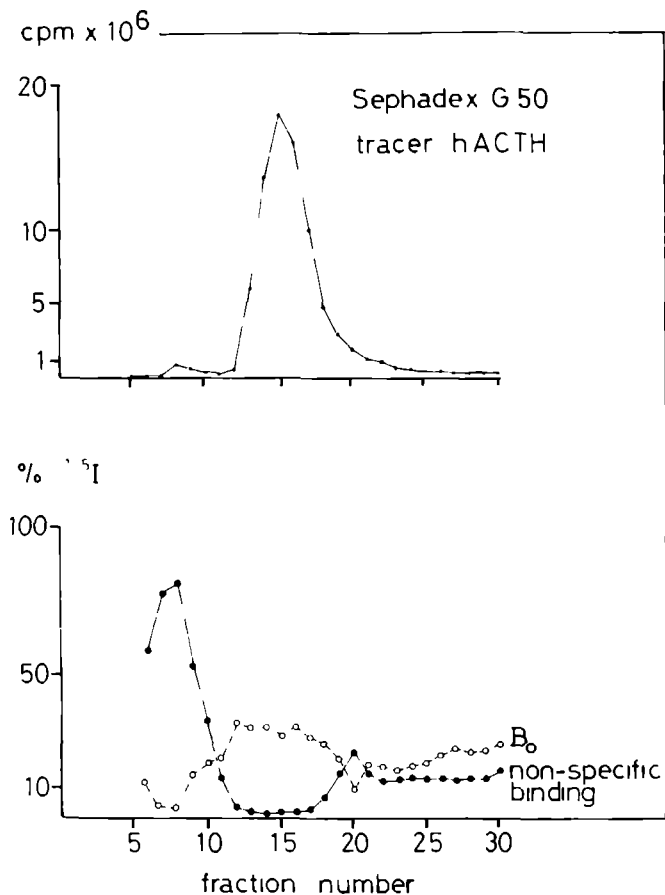 cpm x 10⁶
20
Sephadex G 50
tracer hACTH
10
5
1
% I
100
50
B₀
10
non-specific
binding
5 10 15 20 25 30
fraction number